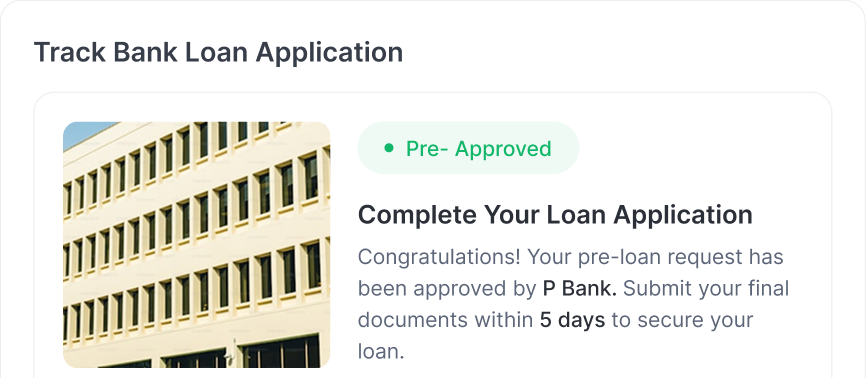 Track Bank Loan Application
Pre- Approved
Complete Your Loan Application
Congratulations! Your pre-loan request has
been approved by P Bank. Submit your final
documents within 5 days to secure your
loan.